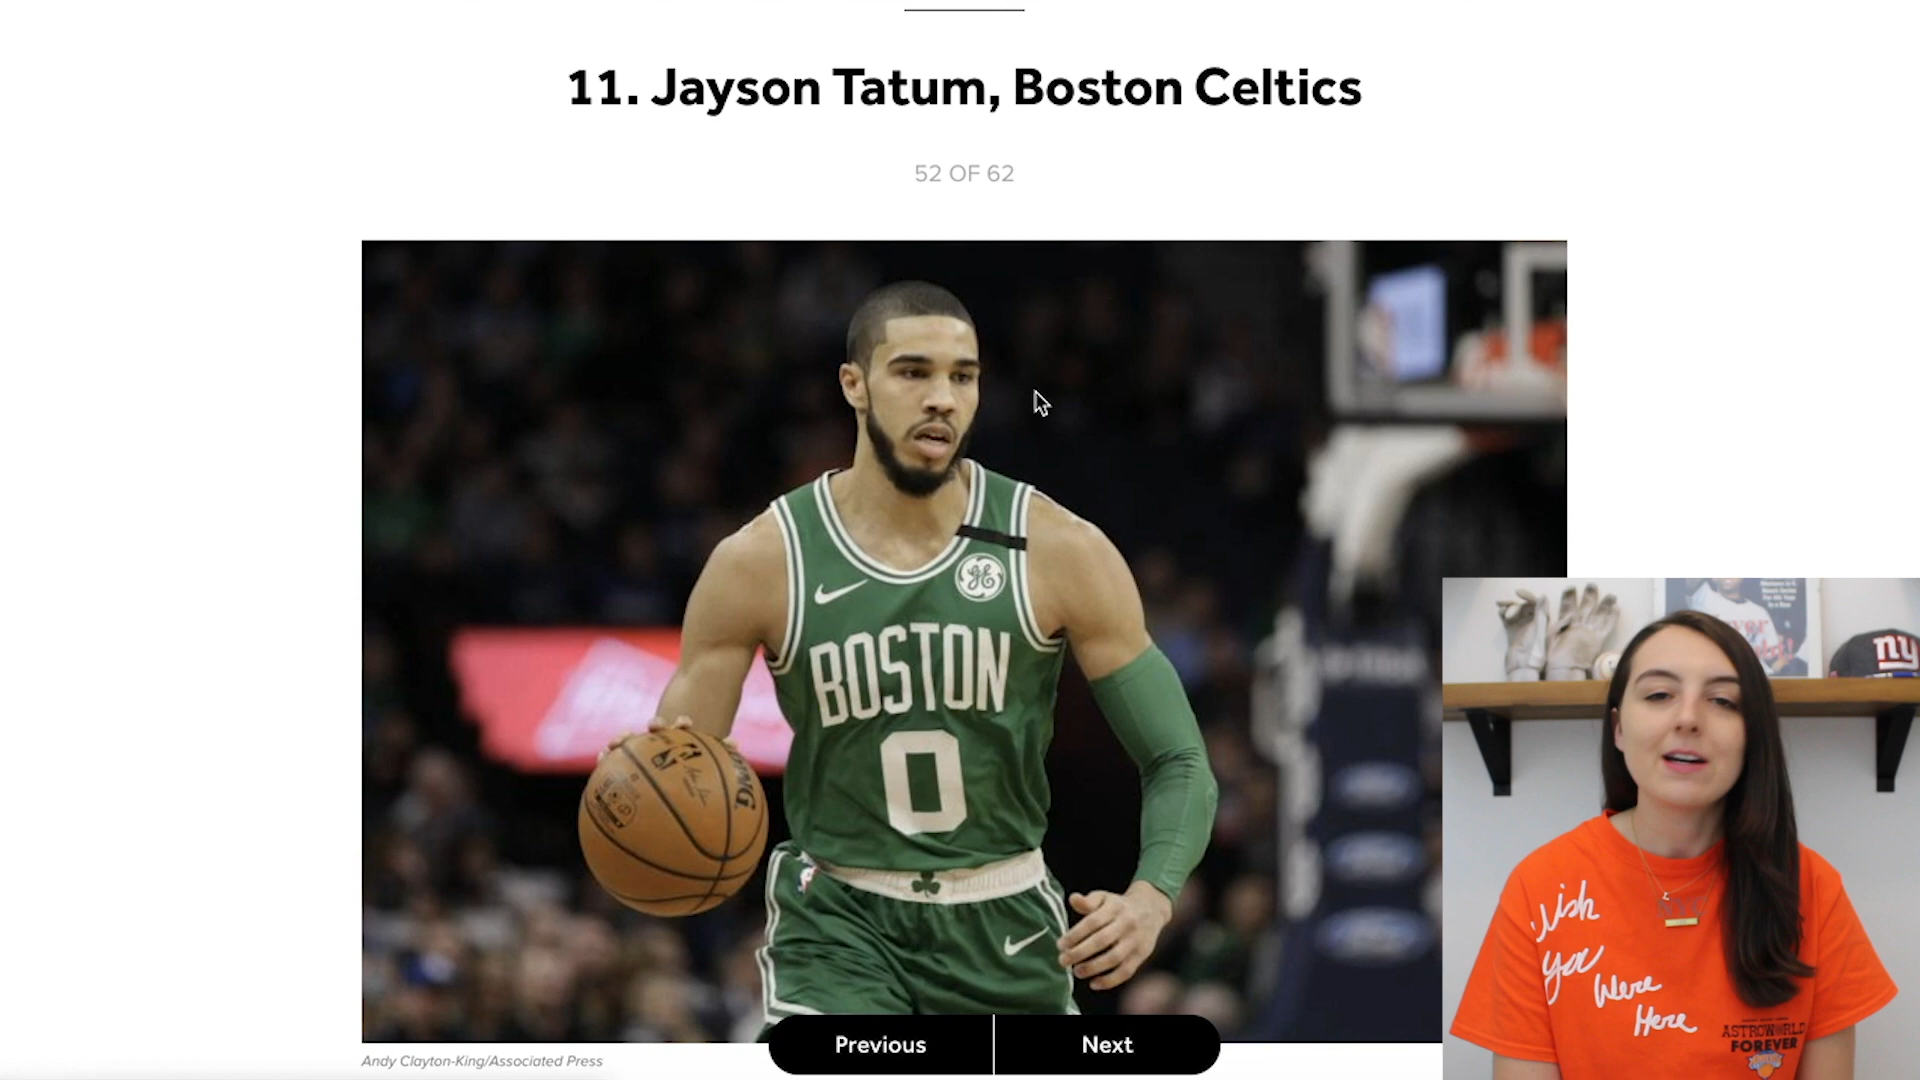 11. Jayson Tatum, Boston Celtics
52 OF 62
BOSTON
0
ny
Wish
you
Were
Here
ASTROWORLD
FOREVER
Previous
Next
Andy Clayton-King/Associated Press